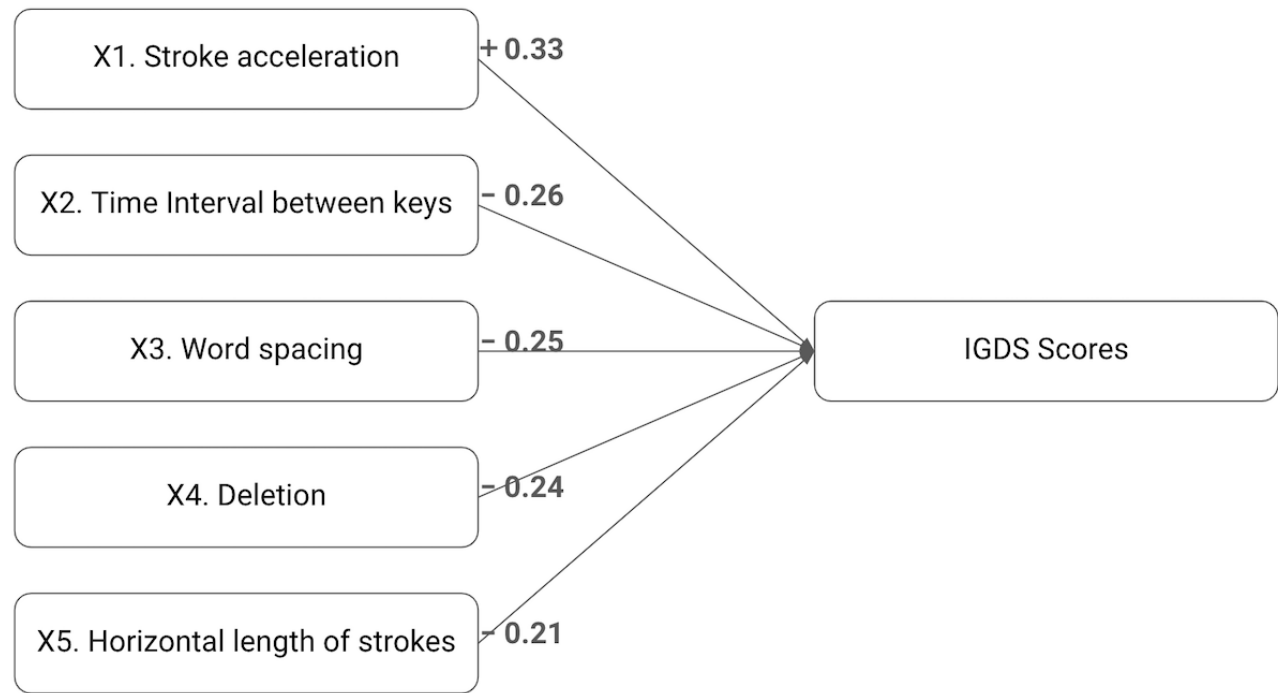 X1. Stroke acceleration
+ 0.33
X2. Time Interval between keys
- 0.26
X3. Word spacing
- 0.25
IGDS Scores
X4. Deletion
- 0.24
X5. Horizontal length of strokes
- 0.21